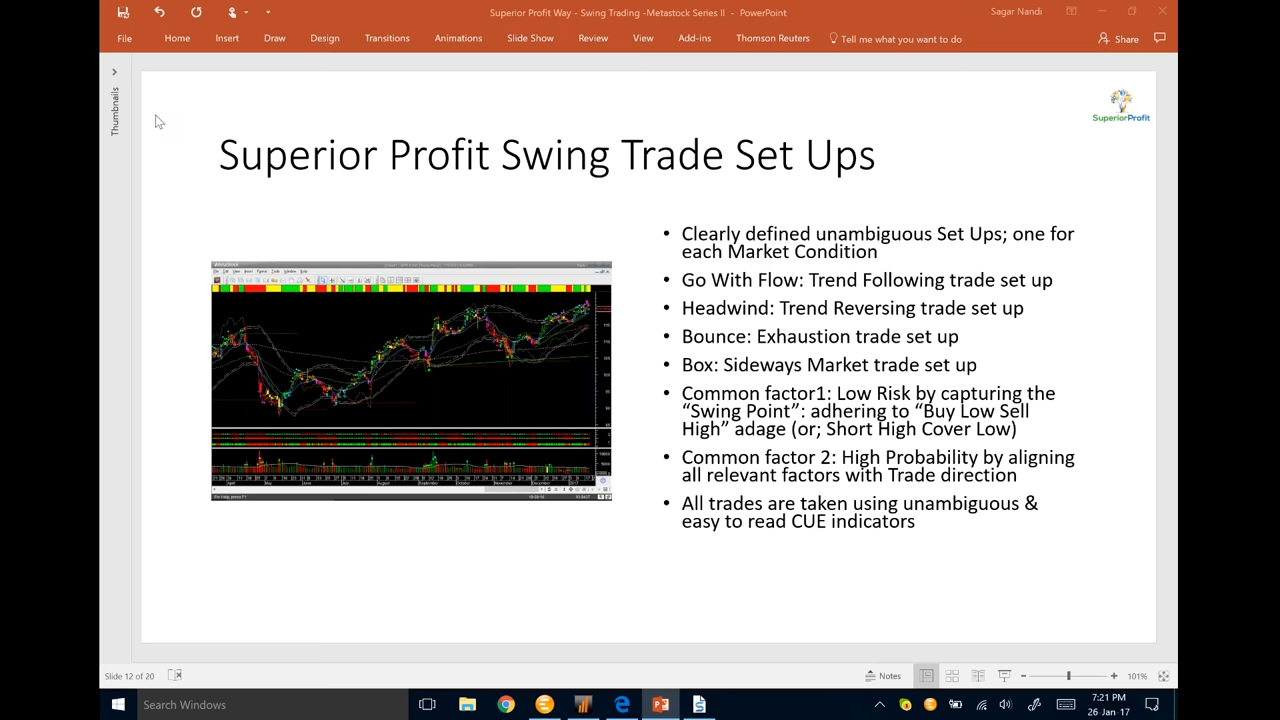 Superior Profit Way - Swing Trading -Metastock Series II - PowerPoint
Sagar Nandi
File Home Insert Draw Design Transitions Animations Slide Show Review View Add-ins Thomson Reuters Tell me what you want to do Share
Thumbnails
SuperiorProfit
Superior Profit Swing Trade Set Ups
• Clearly defined unambiguous Set Ups; one for
each Market Condition
• Go With Flow: Trend Following trade set up
• Headwind: Trend Reversing trade set up
• Bounce: Exhaustion trade set up
• Box: Sideways Market trade set up
• Common factor1: Low Risk by capturing the
“Swing Point”: adhering to “Buy Low Sell
High” adage (or; Short High Cover Low)
• Common factor 2: High Probability by aligning
all relevant factors with Trade direction
• All trades are taken using unambiguous &
easy to read CUE indicators
Slide 12 of 20
Notes
101%
Search Windows
7:21 PM
26-Jan-17